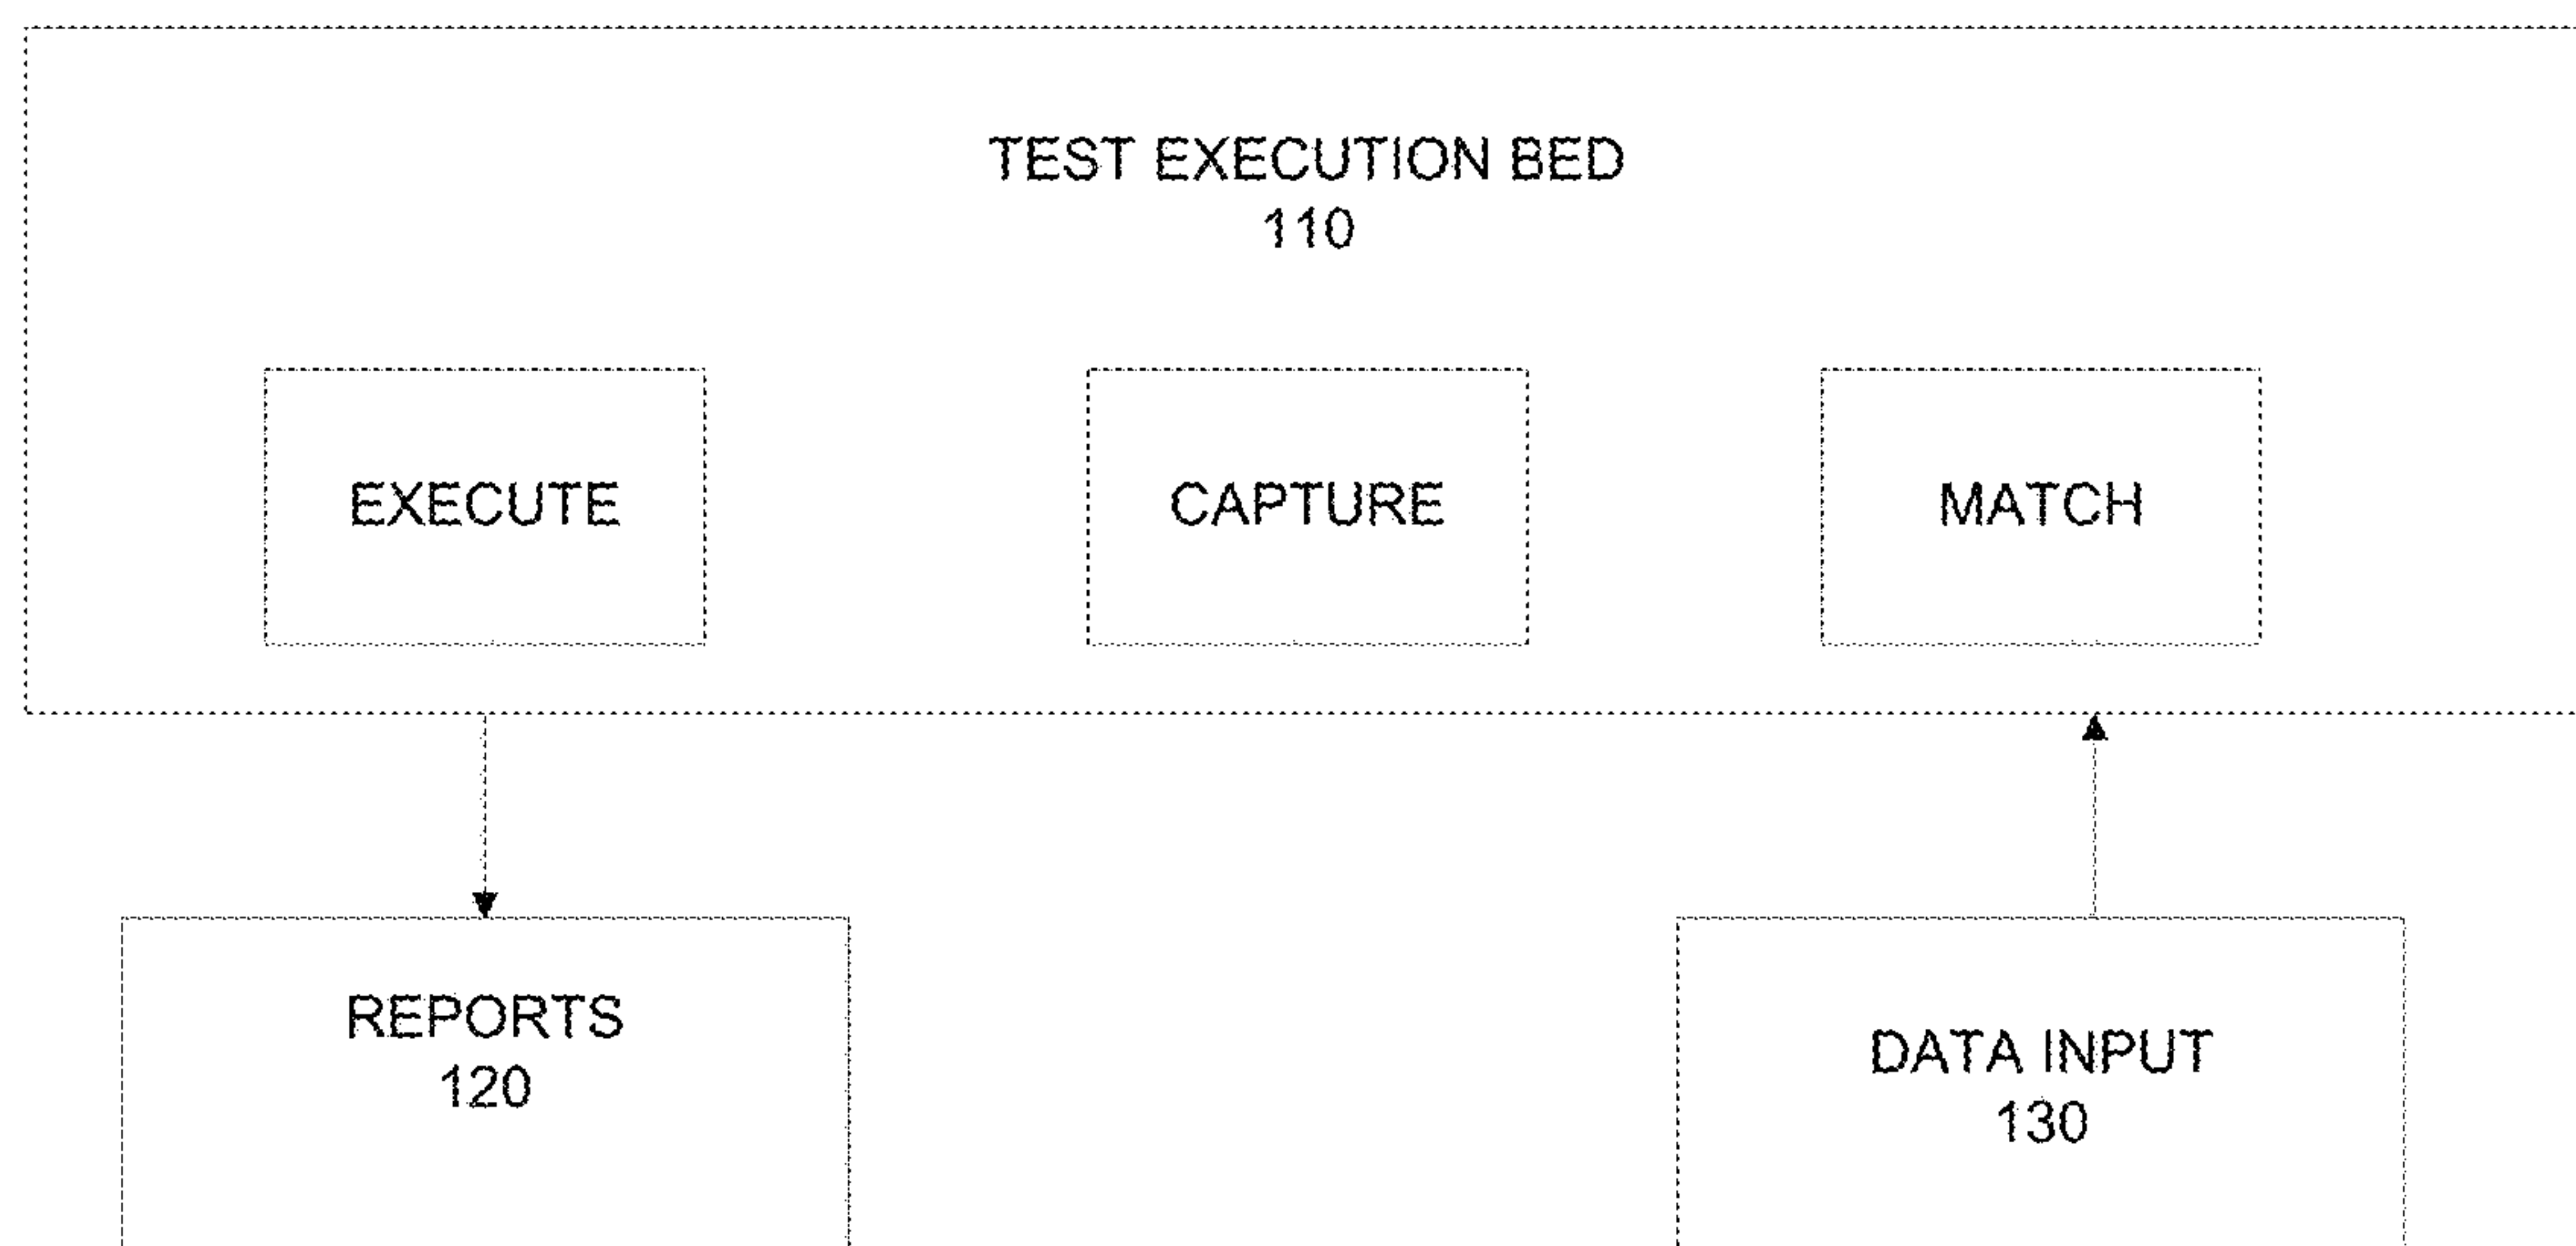 TEST EXECUTION BED
110
EXECUTE
CAPTURE
MATCH
REPORTS
120
DATA INPUT
130